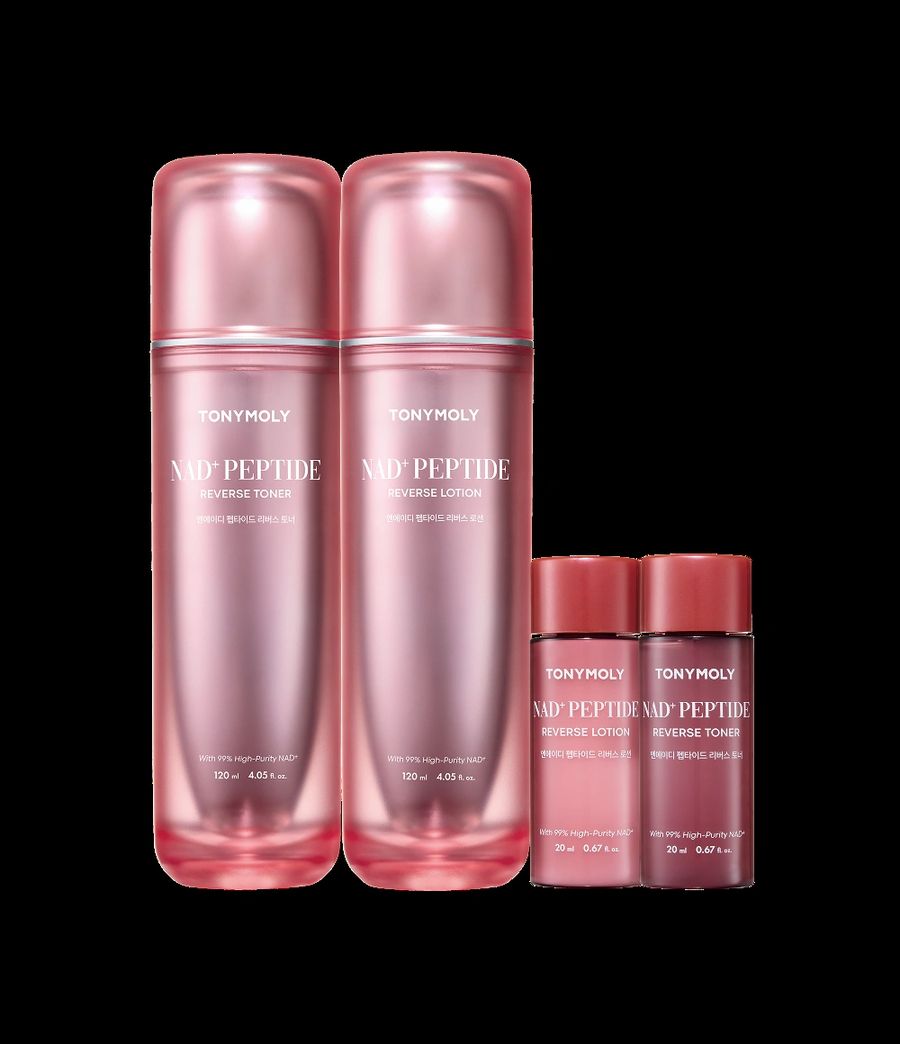 TONYMOLY
NAD+ PEPTIDE
REVERSE TONER
엔에이디 펩타이드 리버스 토너
With 99% High-Purity NAD+
120 ml 4.05 fl. oz.
TONYMOLY
NAD+ PEPTIDE
REVERSE LOTION
엔에이디 펩타이드 리버스 로션
With 99% High-Purity NAD+
120 ml 4.05 fl. oz.
TONYMOLY
NAD+ PEPTIDE
REVERSE LOTION
엔에이디 펩타이드 리버스 로션
With 99% High-Purity NAD+
20 ml 0.67 fl. oz.
TONYMOLY
NAD+ PEPTIDE
REVERSE TONER
엔에이디 펩타이드 리버스 토너
With 99% High-Purity NAD+
20 ml 0.67 fl. oz.